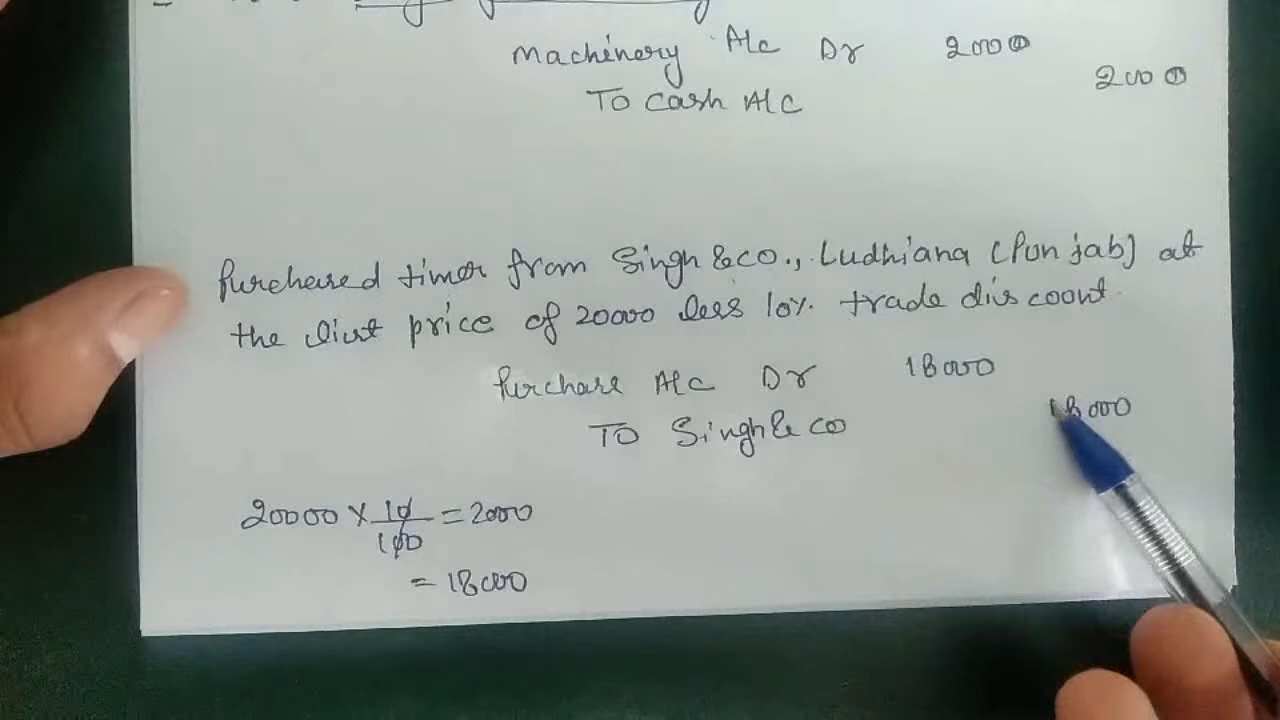 Machinery A/c Dr 2000
2000
To cash A/c
Purchased timer from Singh & co., Ludhiana (Punjab) at
the list price of 20000 less 10% trade discount.
Purchase A/c Dr 18000
18000
To Singh & co
20000 X 10/100 = 2000
= 18000